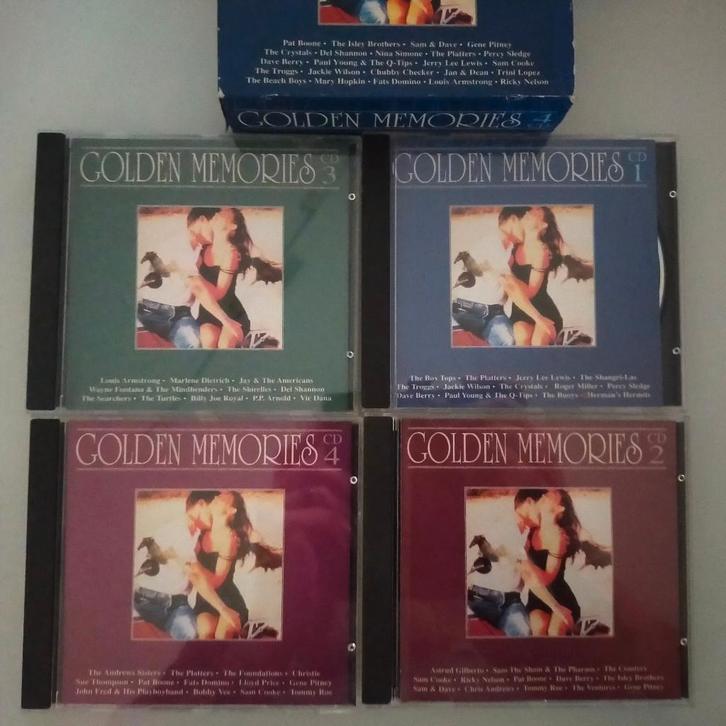 Pat Boone • The Isley Brothers • Sam & Dave • Gene Pitney
The Crystals • Del Shannon • Nina Simone • The Platters • Percy Sledge
Dave Berry • Paul Young & The Q-Tips • Jerry Lee Lewis • Sam Cooke
The Troggs • Jackie Wilson • Chubby Checker • Jan & Dean • Trini Lopez
The Beach Boys • Mary Hopkin • Fats Domino • Louis Armstrong • Ricky Nelson
GOLDEN MEMORIES 4
GOLDEN MEMORIES CD 3
Louis Armstrong • Marlene Dietrich • Jay & The Americans
Wayne Fontana & The Mindbenders • The Shirelles • Del Shannon
The Searchers • The Turtles • Billy Joe Royal • P.P. Arnold • Vic Dana
GOLDEN MEMORIES CD 1
The Box Tops • The Platters • Jerry Lee Lewis • The Shangri-Las
The Troggs • Jackie Wilson • The Crystals • Roger Miller • Percy Sledge
Dave Berry • Paul Young & The Q-Tips • The Buoys • Herman's Hermits
GOLDEN MEMORIES CD 4
The Andrews Sisters • The Platters • The Foundations • Christie
Sue Thompson • Pat Boone • Fats Domino • Lloyd Price • Gene Pitney
John Fred & His Playboyband • Bobby Vee • Sam Cooke • Tommy Roe
GOLDEN MEMORIES CD 2
Astrud Gilberto • Sam The Sham & The Pharaos • The Coasters
Sam Cooke • Ricky Nelson • Pat Boone • Dave Berry • The Isley Brothers
Sam & Dave • Chris Andrews • Tommy Roe • The Ventures • Gene Pitney